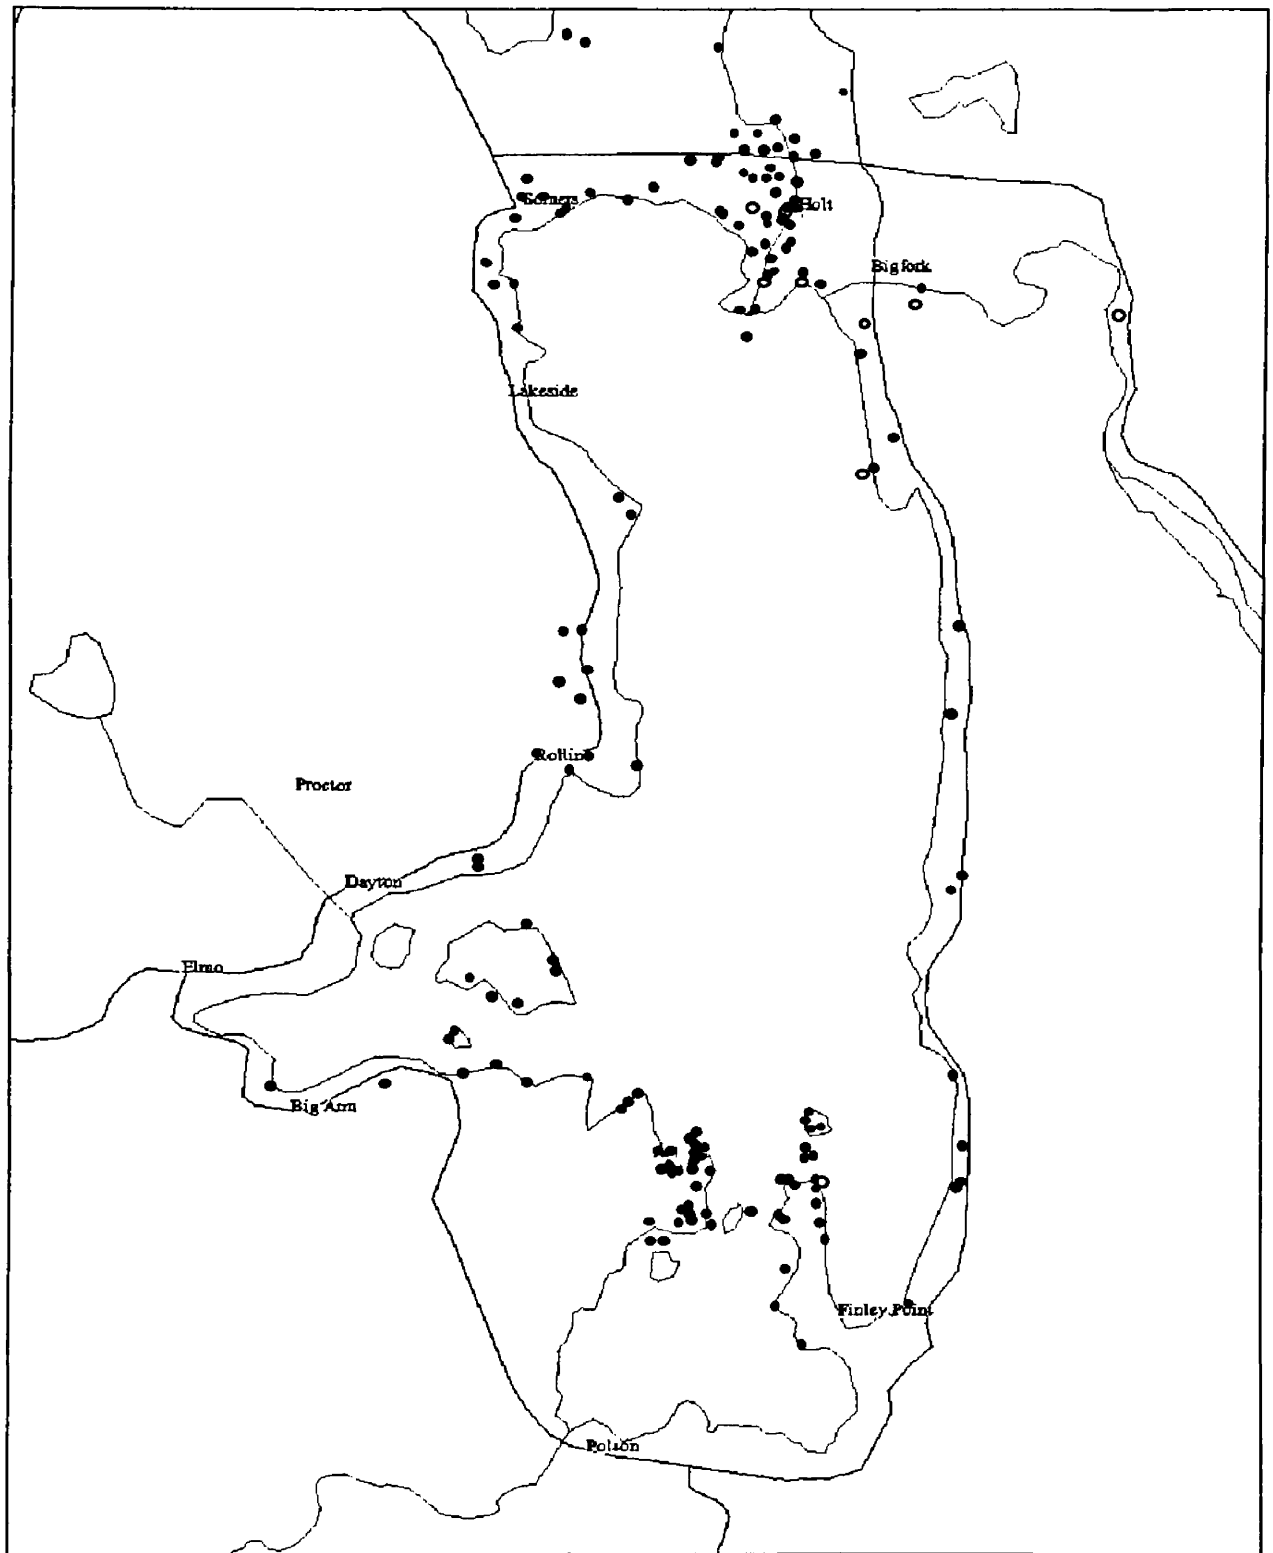 Somers
Holt
Bigfork
Lakeside
Rollins
Proctor
Dayton
Elmo
Big Arm
Finley Point
Polson